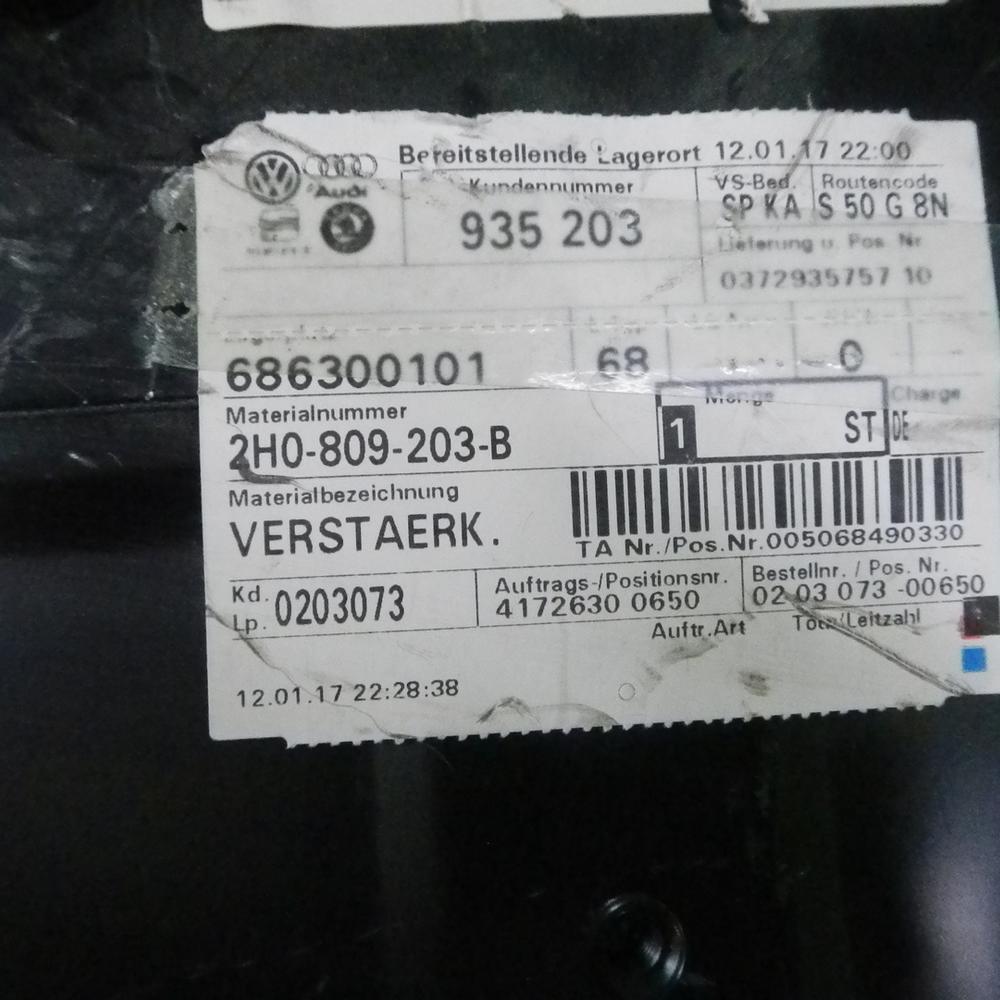 Bereitstellende Lagerort 12.01.17 22:00
Audi
Kundennummer
935 203
VS-Bed.
SP KA
Routencode
S 50 G 8N
Lieferung u. Pos Nr
0372935757 10
686300101
68
0
Materialnummer
2H0-809-203-B
Menge
1 ST
Charge
DE
Materialbezeichnung
VERSTAERK.
TA Nr./Pos.Nr.005068490330
Kd.
Lp. 0203073
Auftrags-/Positionsnr.
4172630 0650
Bestellnr. / Pos. Nr.
02 03 073 -00650
Auftr.Art
/Leitzahl
12.01.17 22:28:38